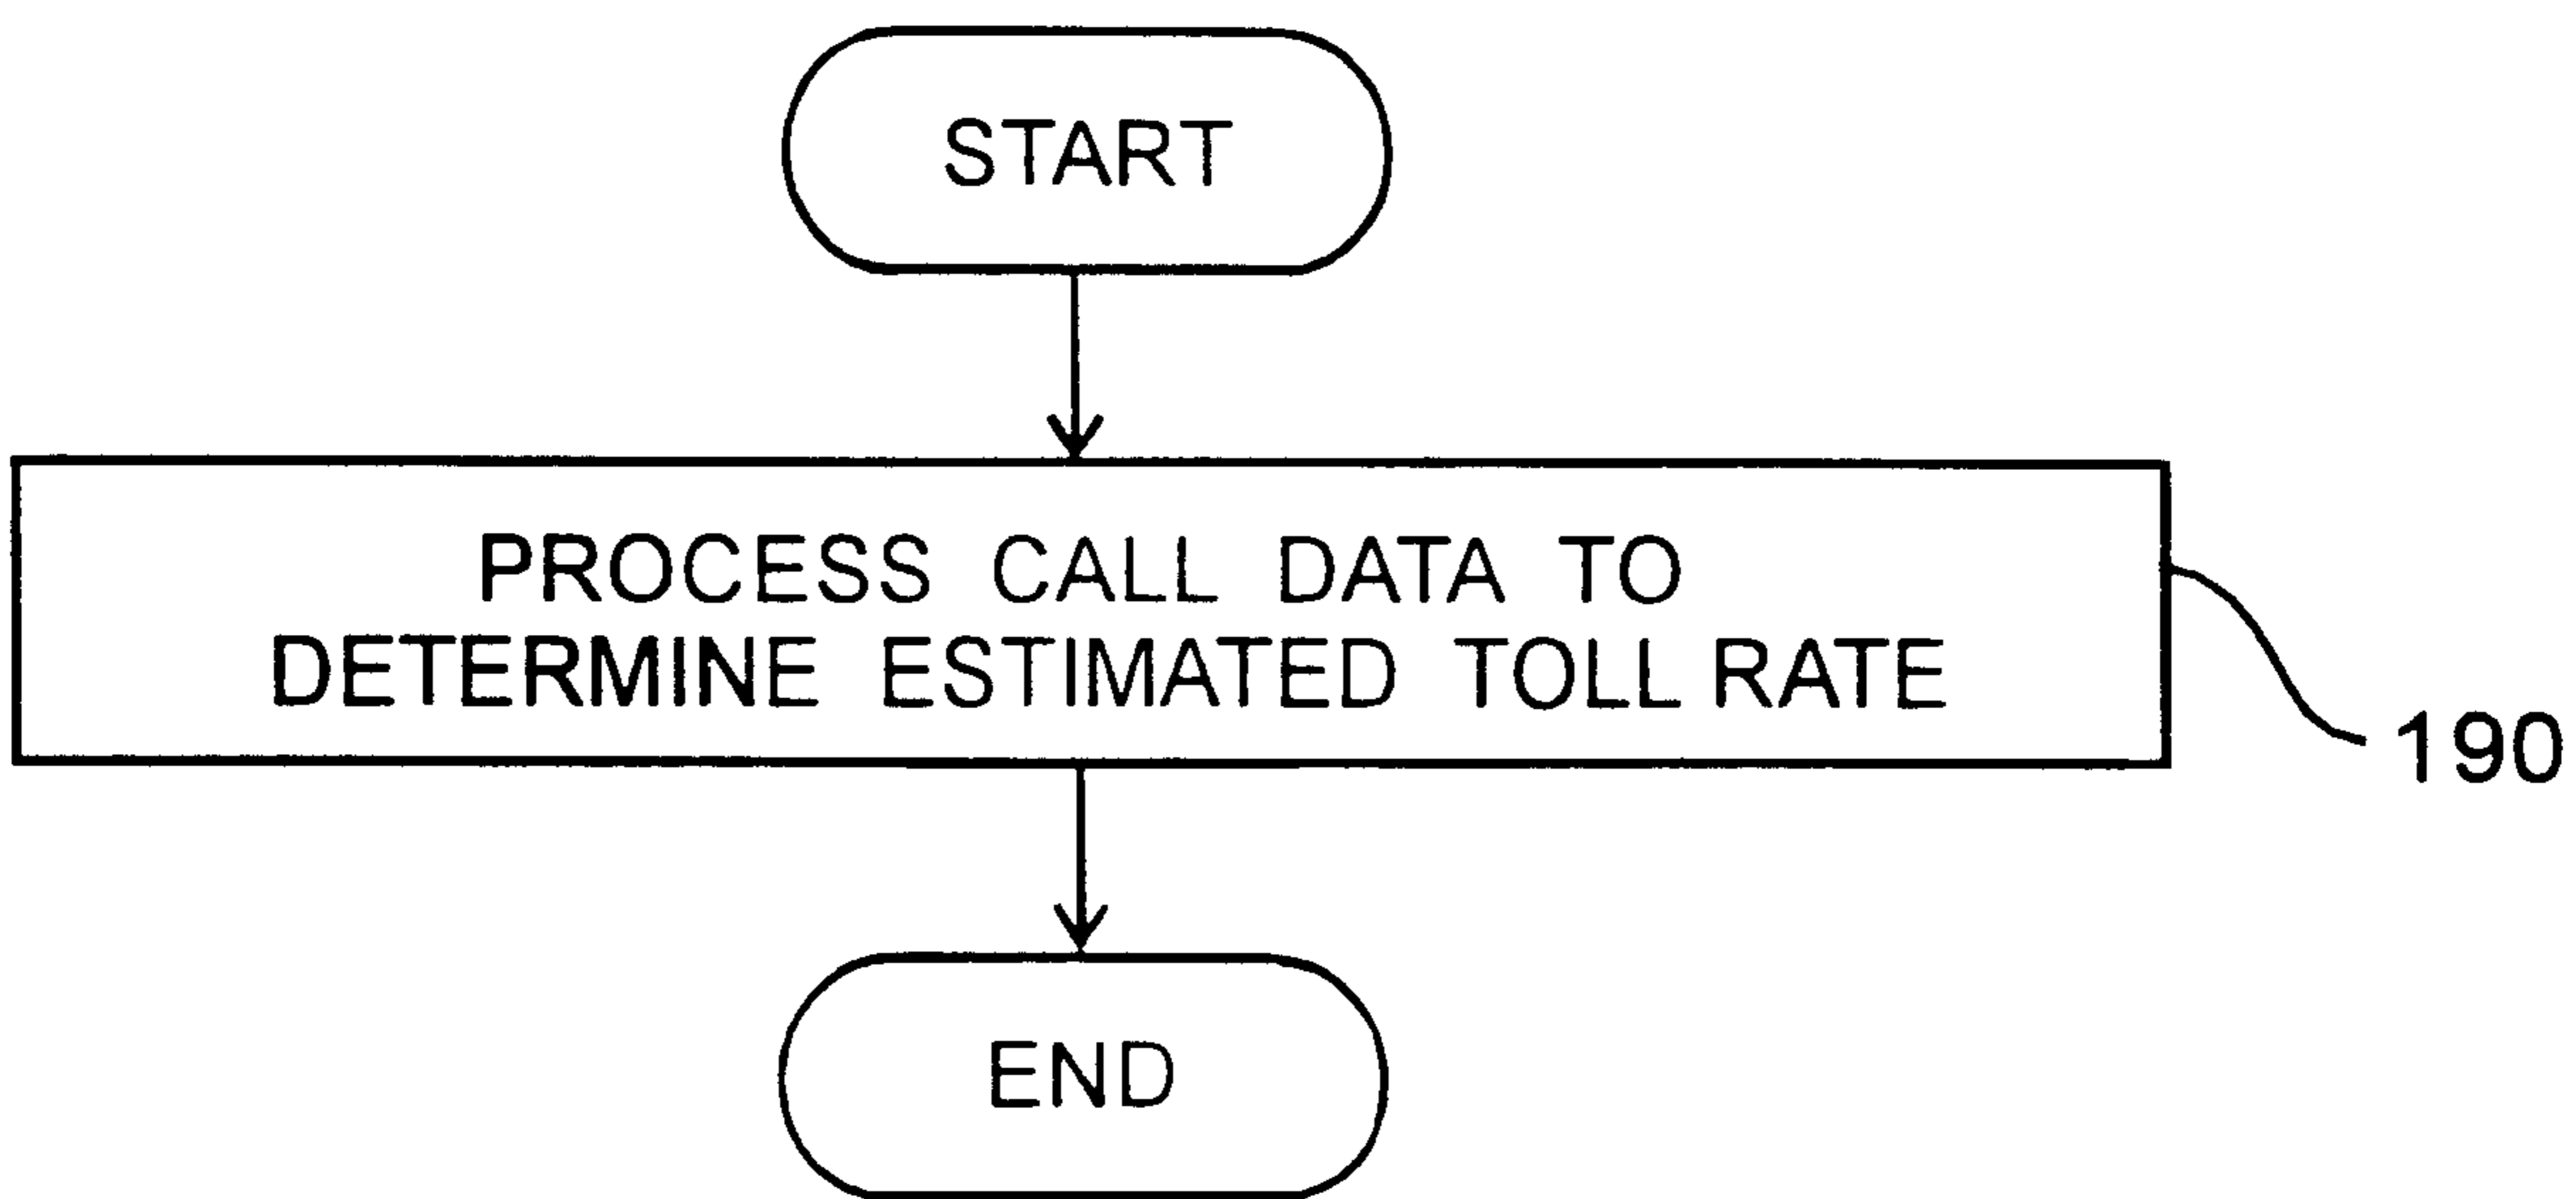 START
PROCESS CALL DATA TO
DETERMINE ESTIMATED TOLL RATE
190
END